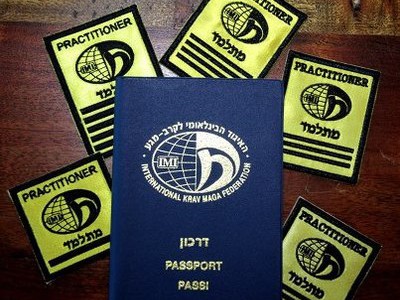 PRACTITIONER
IMI
מתלמד
PRACTITIONER
IMI
מתלמד
PRACTITIONER
IMI
מתלמד
PRACTITIONER
IMI
מתלמד
PRACTITIONER
IMI
מתלמד
האיגוד הבינלאומי לקרב-מגע
IMI
INTERNATIONAL KRAV MAGA FEDERATION
דרכון
PASSPORT
PASSI